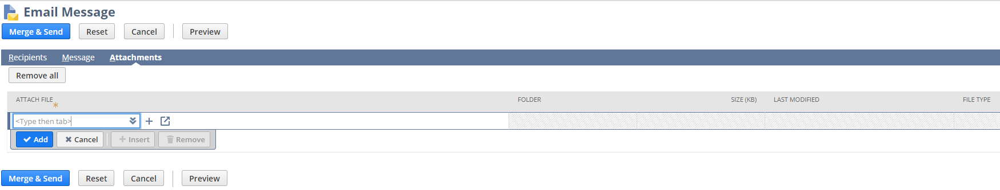 Email Message
Merge & Send Reset Cancel Preview
Recipients Message Attachments
Remove all
ATTACH FILE * FOLDER SIZE (KB) LAST MODIFIED FILE TYPE
<Type then tab>
Add Cancel Insert Remove
Merge & Send Reset Cancel Preview